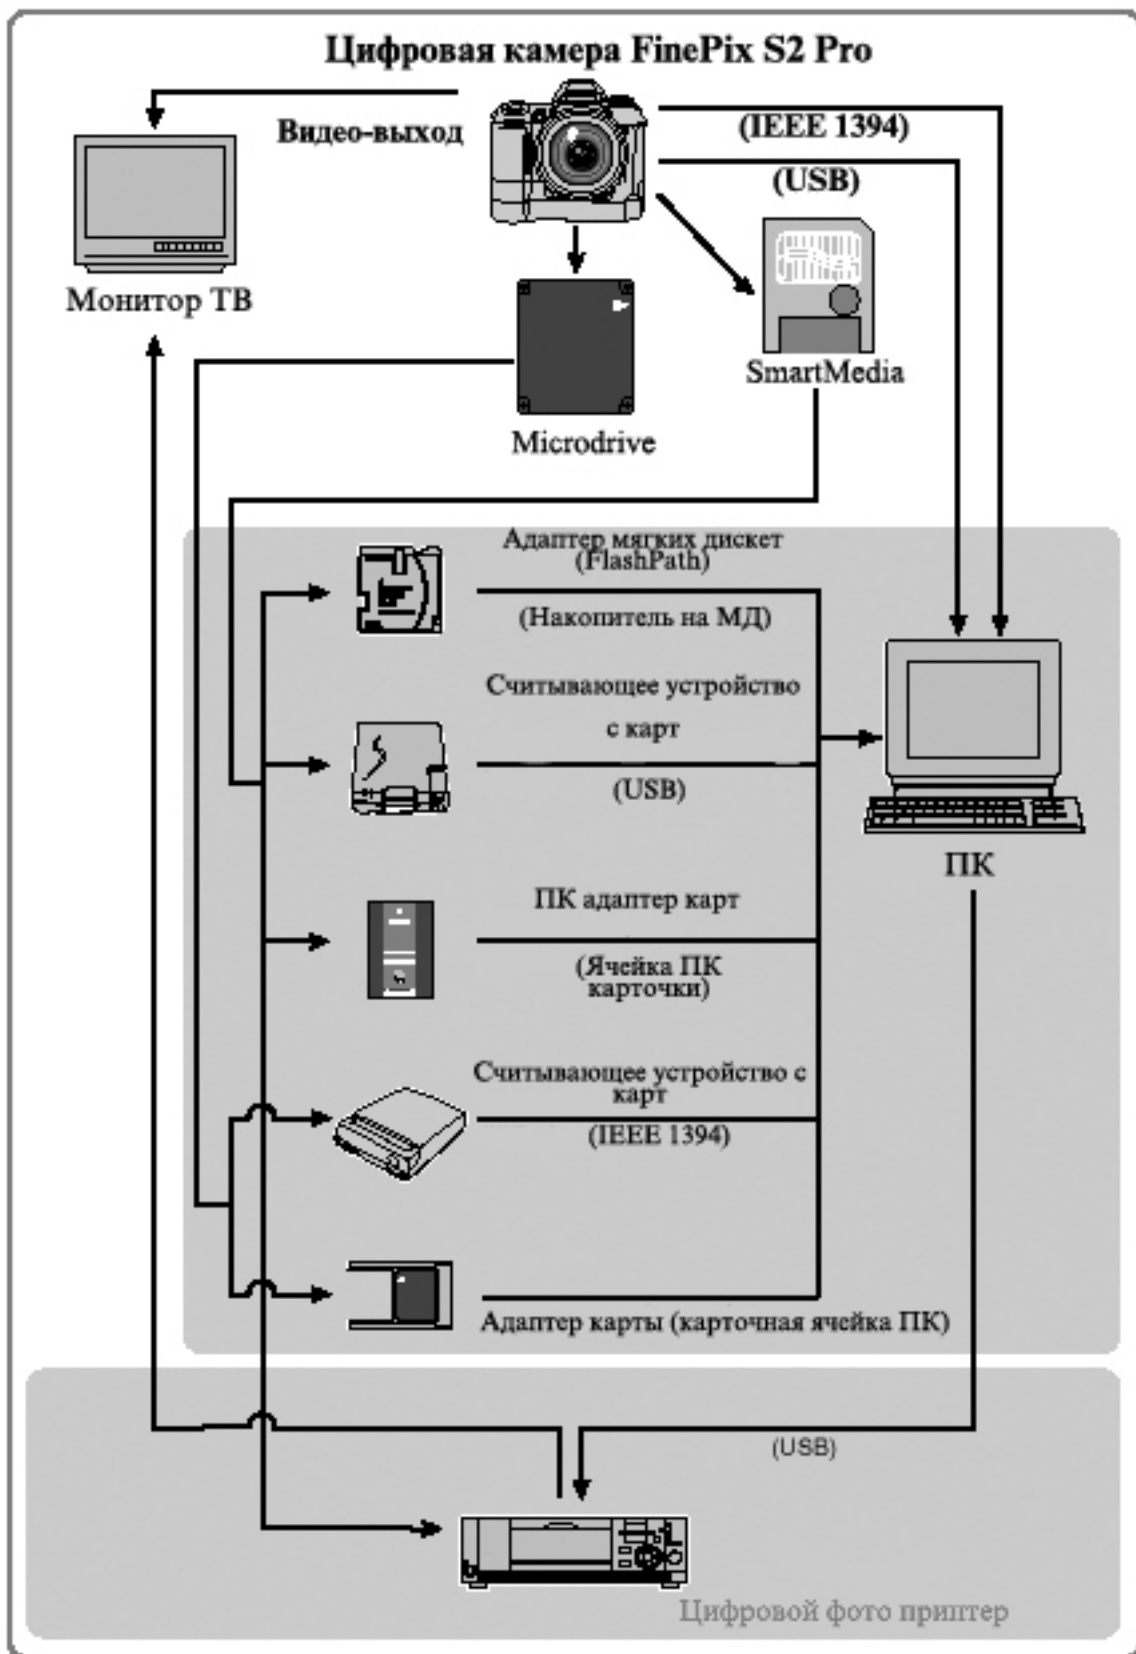 Цифровая камера FinePix S2 Pro
Видео-выход
(IEEE 1394)
(USB)
Монитор ТВ
SmartMedia
Microdrive
Адаптер мягких дискет
(FlashPath)
(Накопитель на МД)
Считывающее устройство
с карт
(USB)
ПК
ПК адаптер карт
(Ячейка ПК
карточки)
Считывающее устройство с
карт
(IEEE 1394)
Адаптер карты (карточная ячейка ПК)
(USB)
Цифровой фото принтер